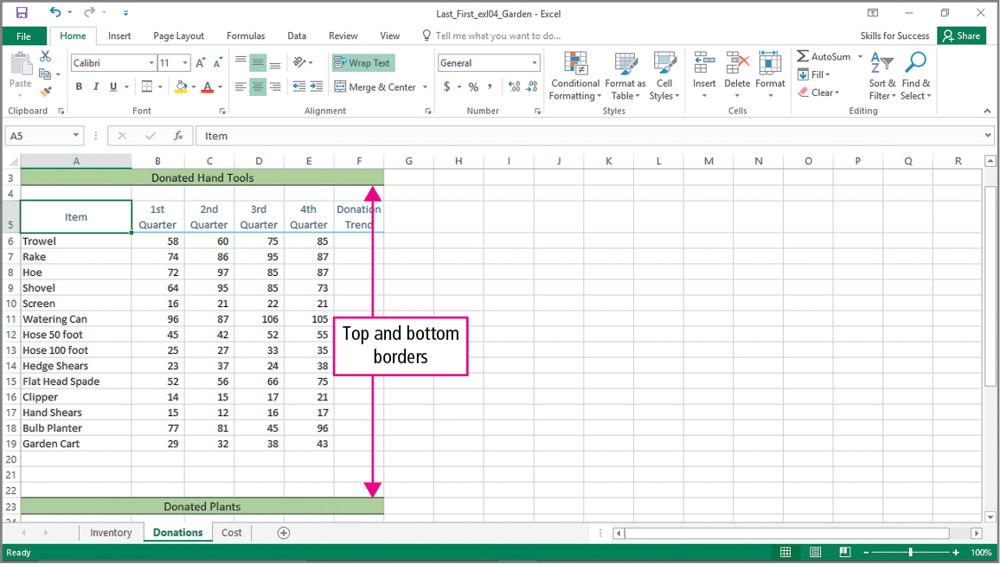 Last_First_exl04_Garden - Excel
File Home Insert Page Layout Formulas Data Review View Tell me what you want to do... Skills for Success Share
Calibri 11 A A Wrap Text General AutoSum
Paste B I U A Merge & Center $ % , .00 Conditional Formatting Format as Table Cell Styles Insert Delete Format Fill Clear Sort & Filter Find & Select
Clipboard Font Alignment Number Styles Cells Editing
A5 fx Item
A B C D E F G H I J K L M N O P Q R
3 Donated Hand Tools
4
5 Item 1st Quarter 2nd Quarter 3rd Quarter 4th Quarter Donation Trend
6 Trowel 58 60 75 85
7 Rake 74 86 95 87
8 Hoe 72 97 85 87
9 Shovel 64 95 85 73
10 Screen 16 21 22 21
11 Watering Can 96 87 106 105
12 Hose 50 foot 45 42 52 55
13 Hose 100 foot 25 27 33 35
14 Hedge Shears 23 37 24 38
15 Flat Head Spade 52 56 66 75
16 Clipper 14 15 17 21
17 Hand Shears 15 12 16 17
18 Bulb Planter 77 81 45 96
19 Garden Cart 29 32 38 43
20
21
22
23 Donated Plants
Top and bottom
borders
Inventory Donations Cost
Ready 100%